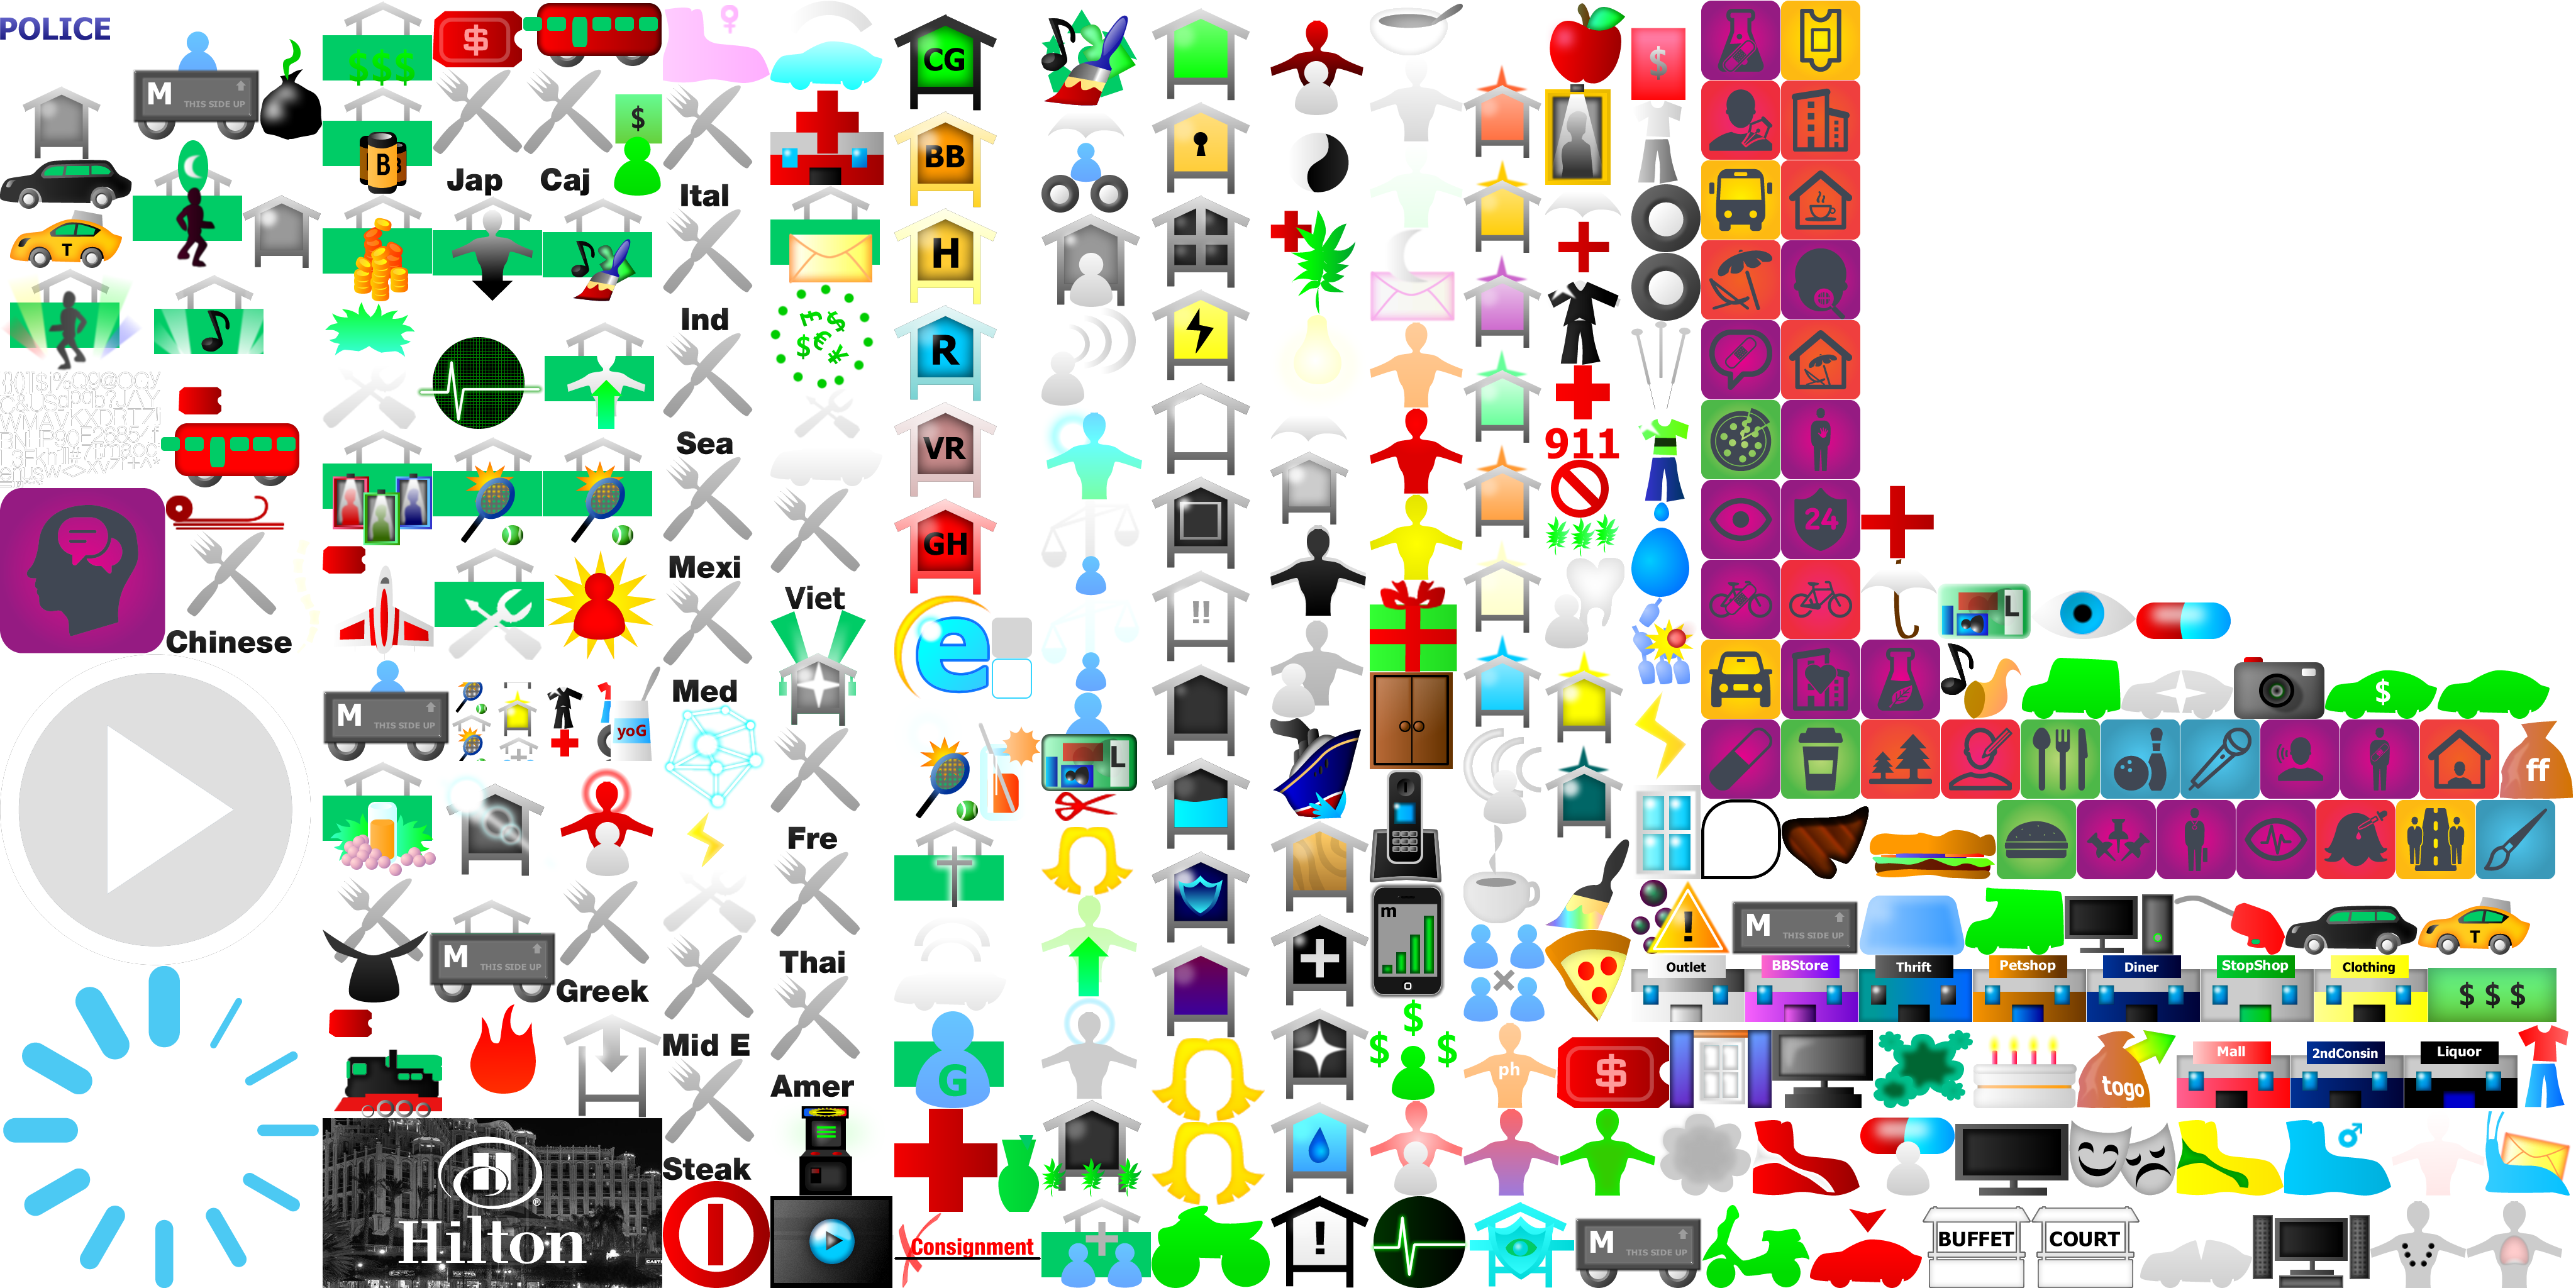 POLICE
M
THIS SIDE UP
$$$
$
B
Jap
Caj
$
Ital
T
Ind
Sea
Mexi
Chinese
Viet
Med
M
THIS SIDE UP
yoG
Fre
Thai
M
THIS SIDE UP
Greek
Mid E
Amer
Steak
Hilton
CG
BB
H
R
VR
GH
e
L
G
Consignment
!!
!
m
$
$
$
911
ph
$
24
L
$
ff
!
M
THIS SIDE UP
T
Outlet
BBStore
Thrift
Petshop
Diner
StopShop
Clothing
$ $ $
$
togo
Mall
2ndConsin
Liquor
M
THIS SIDE UP
BUFFET
COURT